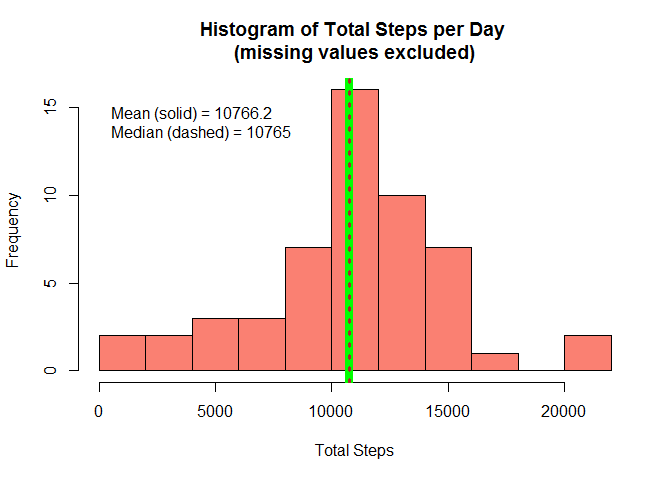 Histogram of Total Steps per Day
(missing values excluded)
Mean (solid) = 10766.2
Median (dashed) = 10765
Frequency
15
10
5
0
0 5000 10000 15000 20000
Total Steps